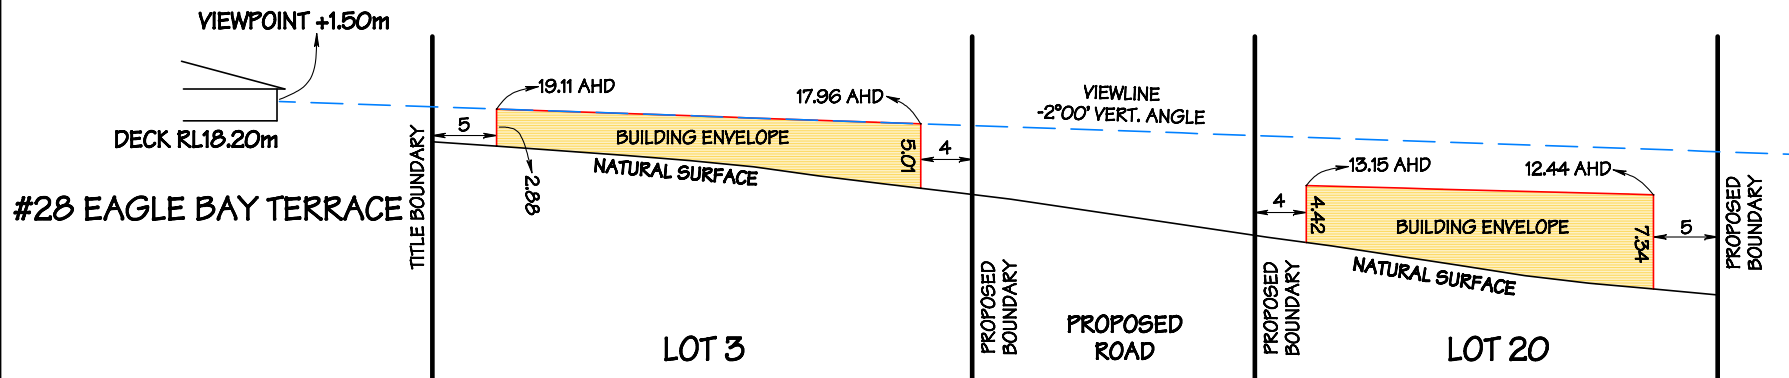 VIEWPOINT +1.50m
DECK RL18.20m
#28 EAGLE BAY TERRACE
TITLE BOUNDARY
5
19.11 AHD
17.96 AHD
BUILDING ENVELOPE
NATURAL SURFACE
2.88
5.01
4
LOT 3
PROPOSED
BOUNDARY
VIEWLINE
-2°00' VERT. ANGLE
PROPOSED
ROAD
PROPOSED
BOUNDARY
4
13.15 AHD
12.44 AHD
4.42
BUILDING ENVELOPE
7.34
5
NATURAL SURFACE
LOT 20
PROPOSED
BOUNDARY